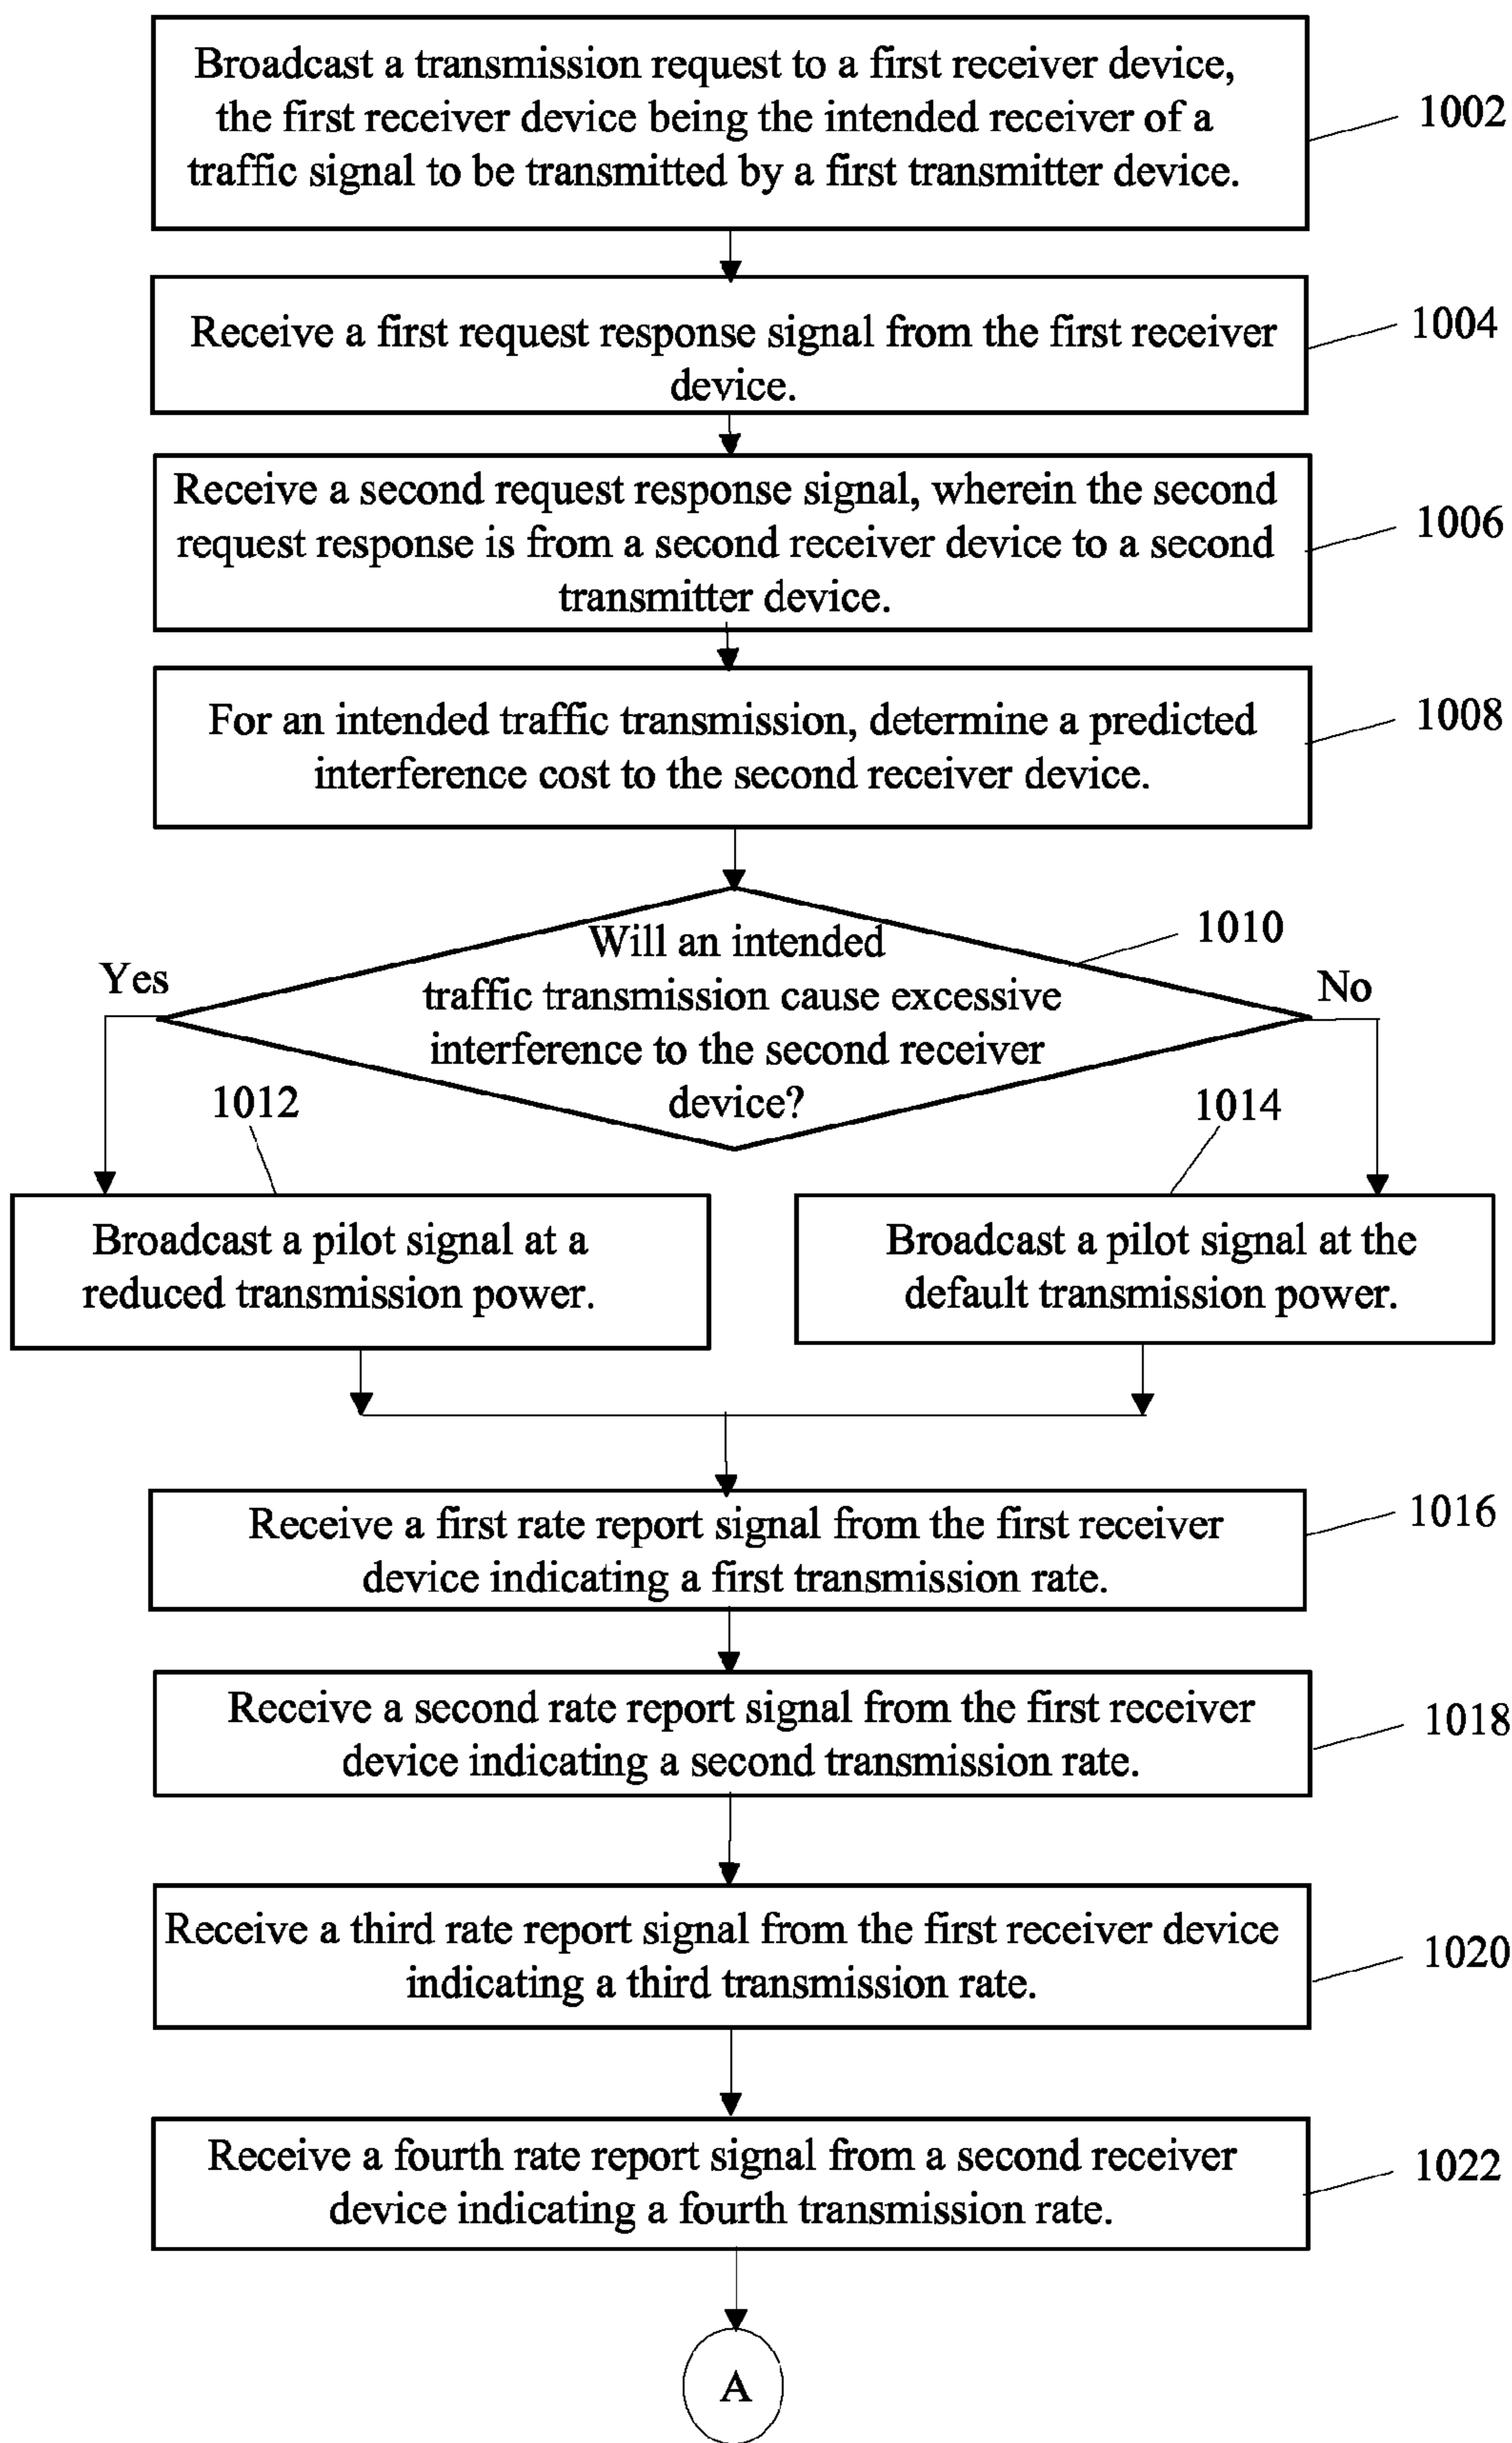 Broadcast a transmission request to a first receiver device,
the first receiver device being the intended receiver of a
traffic signal to be transmitted by a first transmitter device.
1002
Receive a first request response signal from the first receiver
device.
1004
Receive a second request response signal, wherein the second
request response is from a second receiver device to a second
transmitter device.
1006
For an intended traffic transmission, determine a predicted
interference cost to the second receiver device.
1008
Will an intended
traffic transmission cause excessive
interference to the second receiver
device?
1010
Yes
No
1012
1014
Broadcast a pilot signal at a
reduced transmission power.
Broadcast a pilot signal at the
default transmission power.
Receive a first rate report signal from the first receiver
device indicating a first transmission rate.
1016
Receive a second rate report signal from the first receiver
device indicating a second transmission rate.
1018
Receive a third rate report signal from the first receiver device
indicating a third transmission rate.
1020
Receive a fourth rate report signal from a second receiver
device indicating a fourth transmission rate.
1022
A